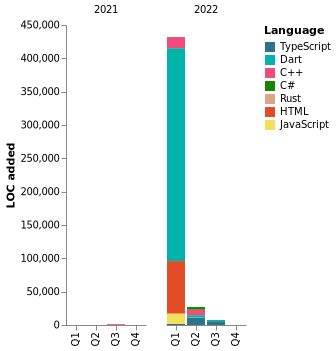 2021
2022
450,000
400,000
350,000
300,000
250,000
200,000
150,000
100,000
50,000
0
LOC added
Q1
Q2
Q3
Q4
Q1
Q2
Q3
Q4
Language
TypeScript
Dart
C++
C#
Rust
HTML
JavaScript